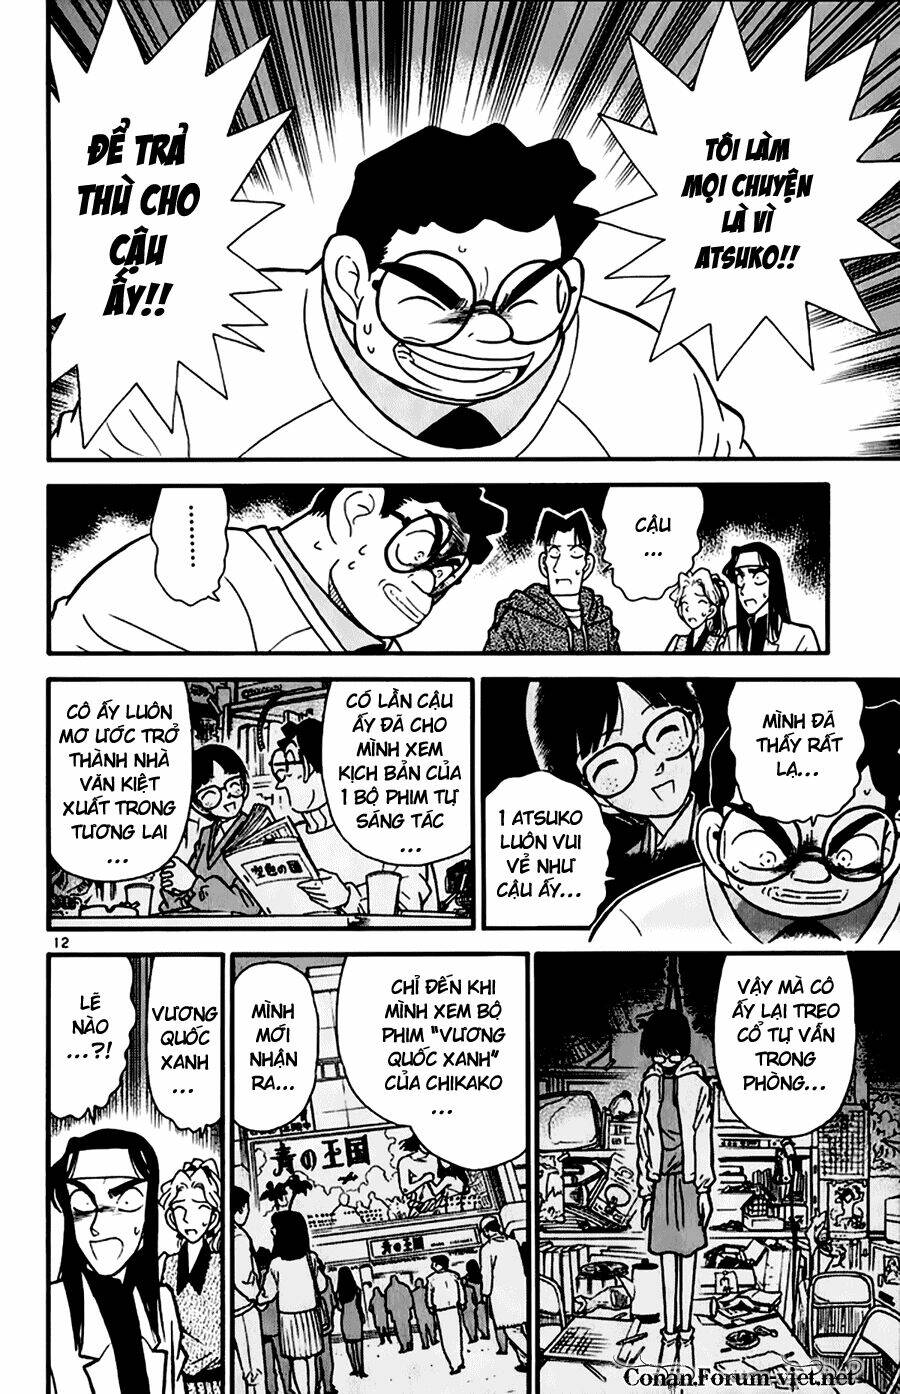 TÔI LÀM
MỌI CHUYỆN
LÀ VÌ
ATSUKO!!
ĐỂ TRẢ
THÙ CHO
CẬU
ẤY!!
CẬU
...
.........
MÌNH ĐÃ
THẤY RẤT
LẠ...
1 ATSUKO
LUÔN VUI
VẺ NHƯ
CẬU ẤY...
CÓ LẦN CẬU
ẤY ĐÃ CHO
MÌNH XEM
KỊCH BẢN CỦA
1 BỘ PHIM TỰ
SÁNG TÁC
...
CÔ ẤY LUÔN
MƠ ƯỚC TRỞ
THÀNH NHÀ
VĂN KIỆT
XUẤT TRONG
TƯƠNG LAI
...
空色の国
12
VẬY MÀ CÔ
ẤY LẠI TREO
CỔ TỰ VẪN
TRONG
PHÒNG...
CHỈ ĐẾN KHI
MÌNH XEM BỘ
PHIM "VƯƠNG
QUỐC XANH"
CỦA CHIKAKO
...
MÌNH
MỚI
NHẬN
RA...
青の王国
青の王国
VƯƠNG
QUỐC
XANH
...
LẼ
NÀO
...?!
Conan.Forum-viet.net